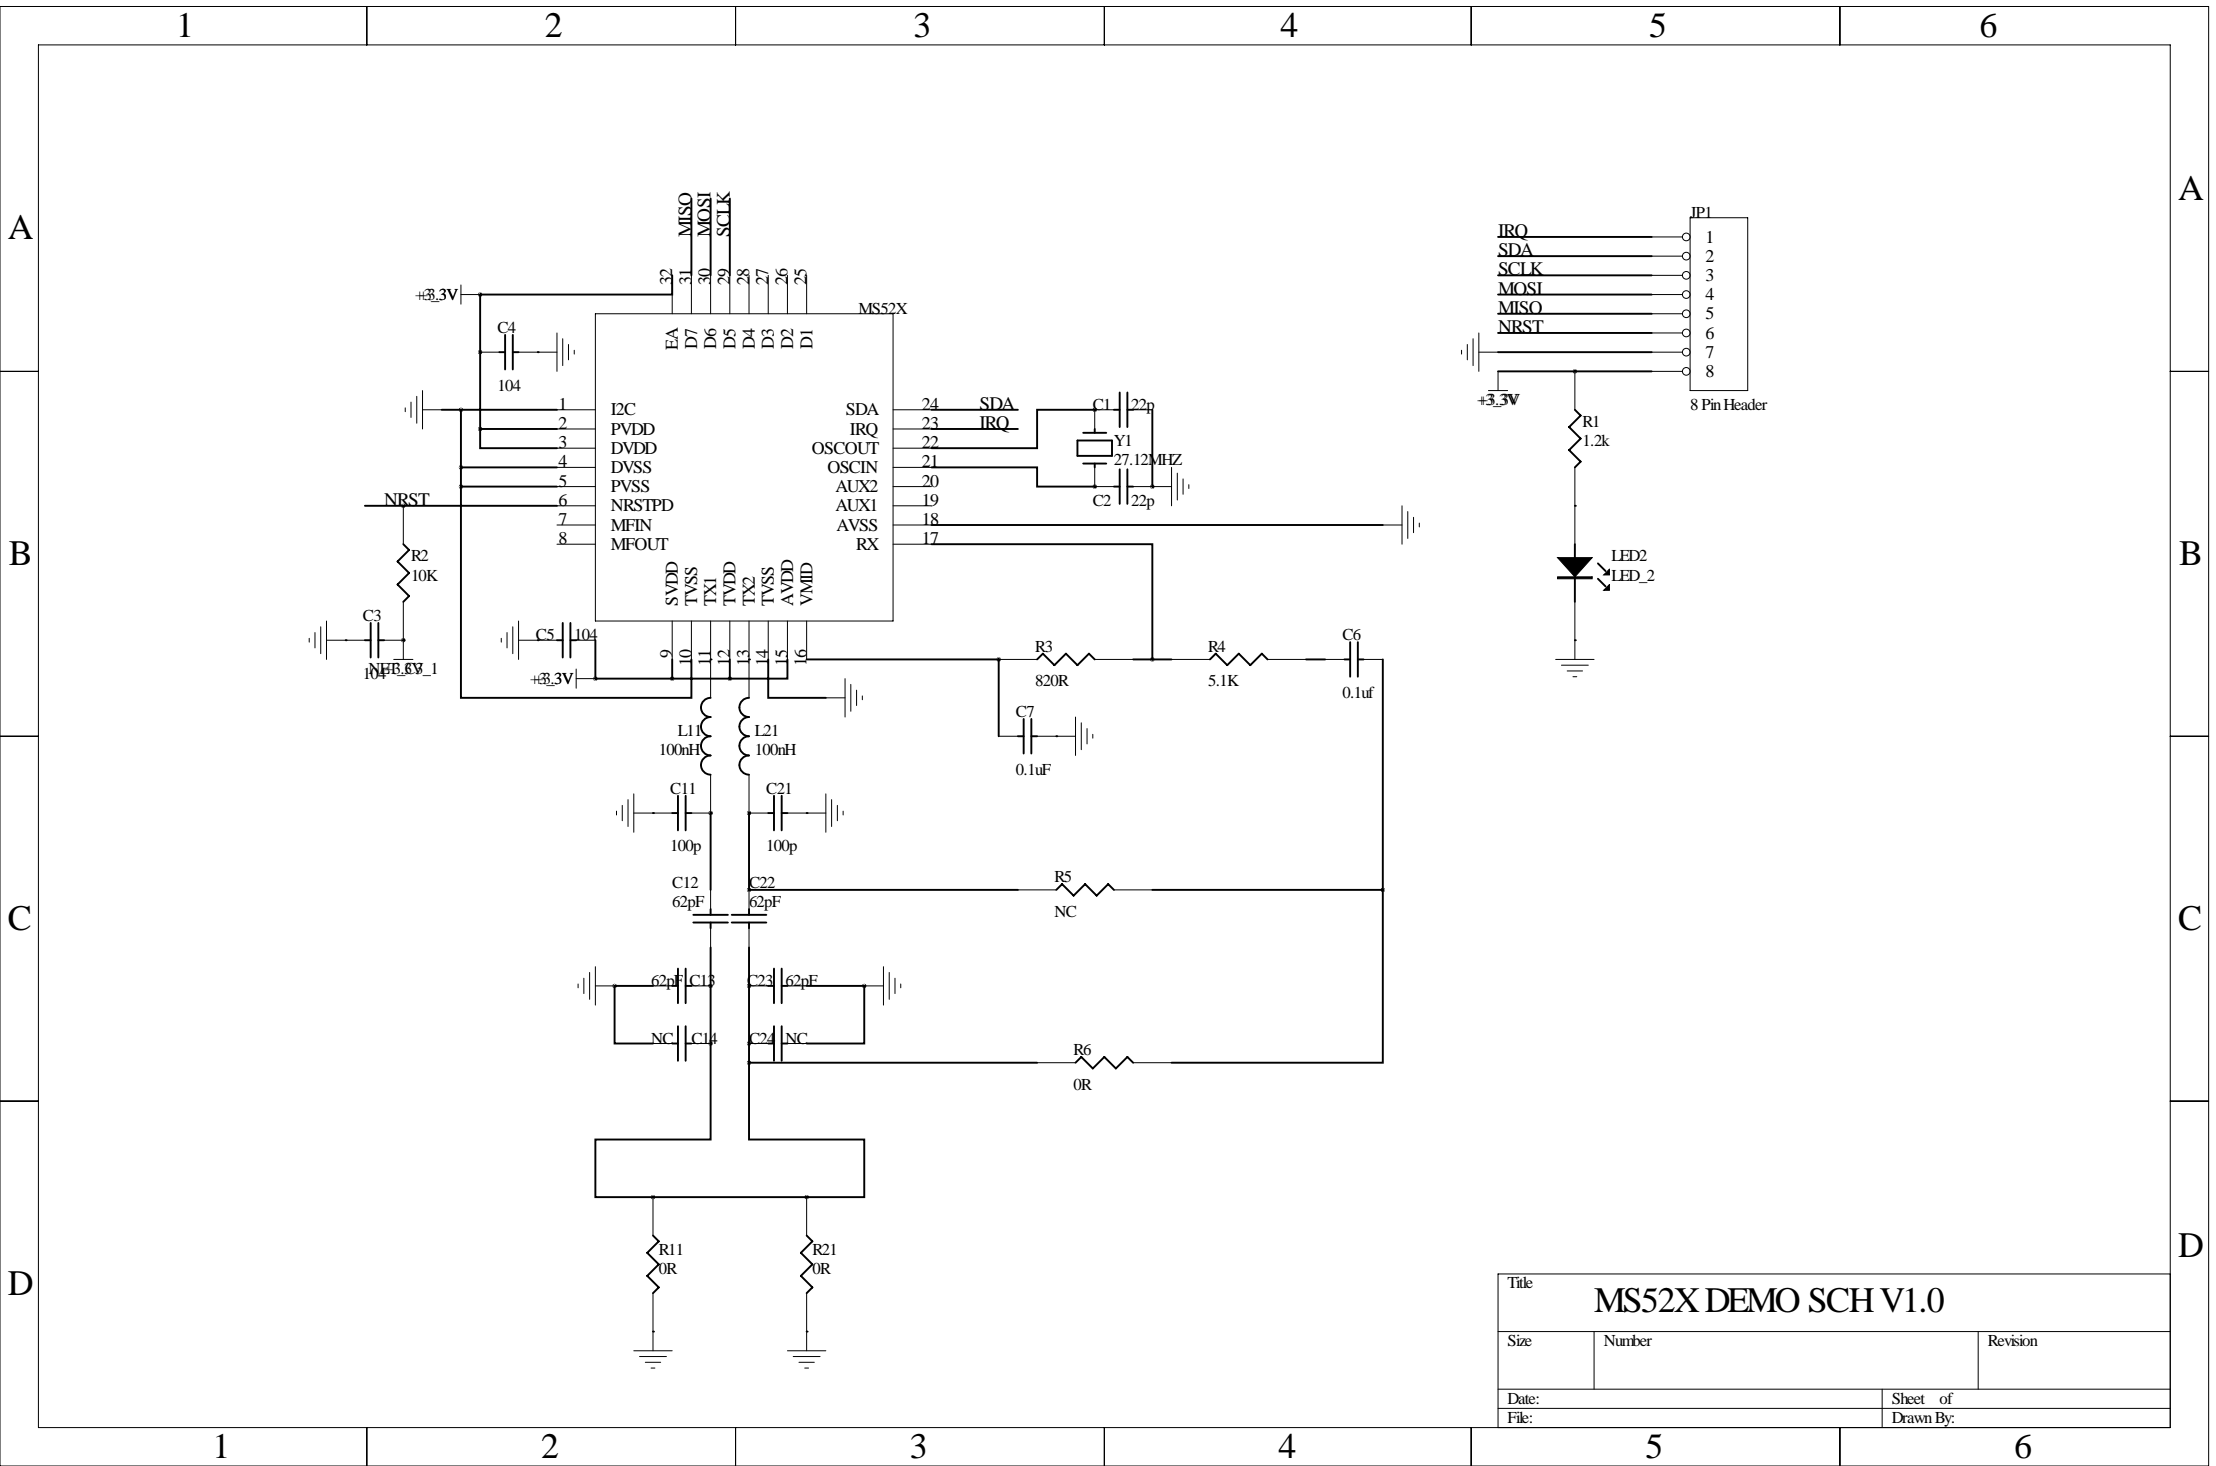 1 2 3 4 5 6
A A
B B
C C
D D
1 2 3 4 5 6
MISO
MOSI
SCLK
32 31 30 29 28 27 26 25
MS52X
EA D7 D6 D5 D4 D3 D2 D1
C4
104
1 I2C
2 PVDD
3 DVDD
4 DVSS
5 PVSS
6 NRSTPD
7 MFIN
8 MFOUT
NRST
SDA 24 SDA
IRQ 23 IRQ
OSCOUT 22
OSCIN 21
AUX2 20
AUX1 19
AVSS 18
RX 17
SVDD TVSS TX1 TVDD TX2 TVSS AVDD VMID
9 10 11 12 13 14 15 16
C1 22p
Y1
27.12MHZ
C2 22p
R2
10K
C3
104
C5 104
R3
820R
R4
5.1K
C6
0.1uf
C7
0.1uF
L11
100nH
L21
100nH
C11
100p
C21
100p
C12
62pF
C22
62pF
R5
NC
62pF C13
C23 62pF
NC C14
C24 NC
R6
0R
R11
0R
R21
0R
JP1
IRQ 1
SDA 2
SCLK 3
MOSI 4
MISO 5
NRST 6
7
8
8 Pin Header
R1
1.2k
LED2
LED_2
Title
MS52X DEMO SCH V1.0
Size Number Revision
Date: Sheet of
File: Drawn By: